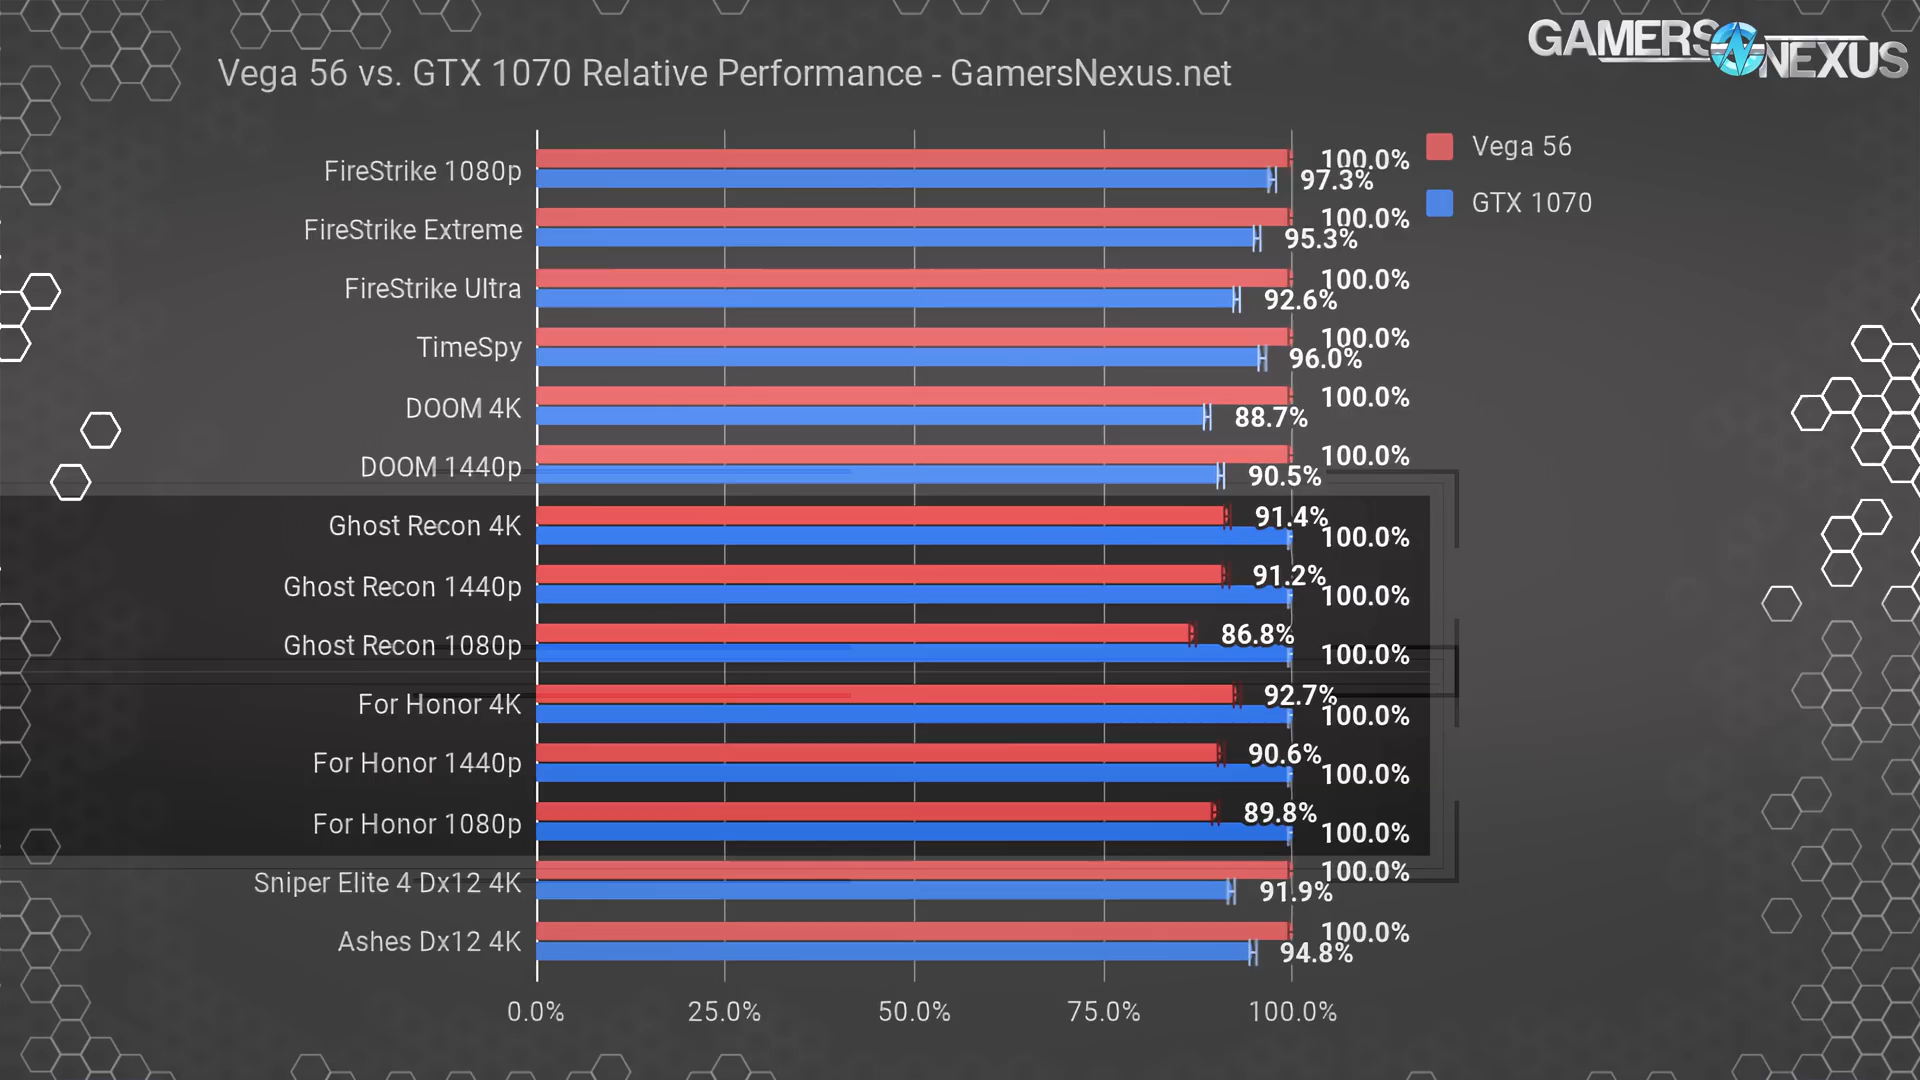 GAMERS NEXUS
Vega 56 vs. GTX 1070 Relative Performance - GamersNexus.net
Vega 56
GTX 1070
FireStrike 1080p 100.0% 97.3%
FireStrike Extreme 100.0% 95.3%
FireStrike Ultra 100.0% 92.6%
TimeSpy 100.0% 96.0%
DOOM 4K 100.0% 88.7%
DOOM 1440p 100.0% 90.5%
Ghost Recon 4K 91.4% 100.0%
Ghost Recon 1440p 91.2% 100.0%
Ghost Recon 1080p 86.8% 100.0%
For Honor 4K 92.7% 100.0%
For Honor 1440p 90.6% 100.0%
For Honor 1080p 89.8% 100.0%
Sniper Elite 4 Dx12 4K 100.0% 91.9%
Ashes Dx12 4K 100.0% 94.8%
0.0% 25.0% 50.0% 75.0% 100.0%